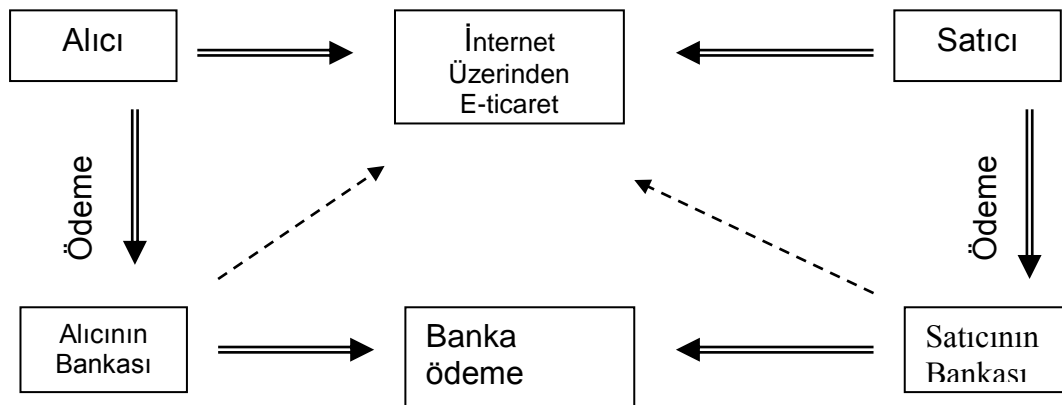 Alıcı
İnternet
Üzerinden
E-ticaret
Satıcı
Ödeme
Ödeme
Alıcının
Bankası
Banka
ödeme
Satıcının
Bankası